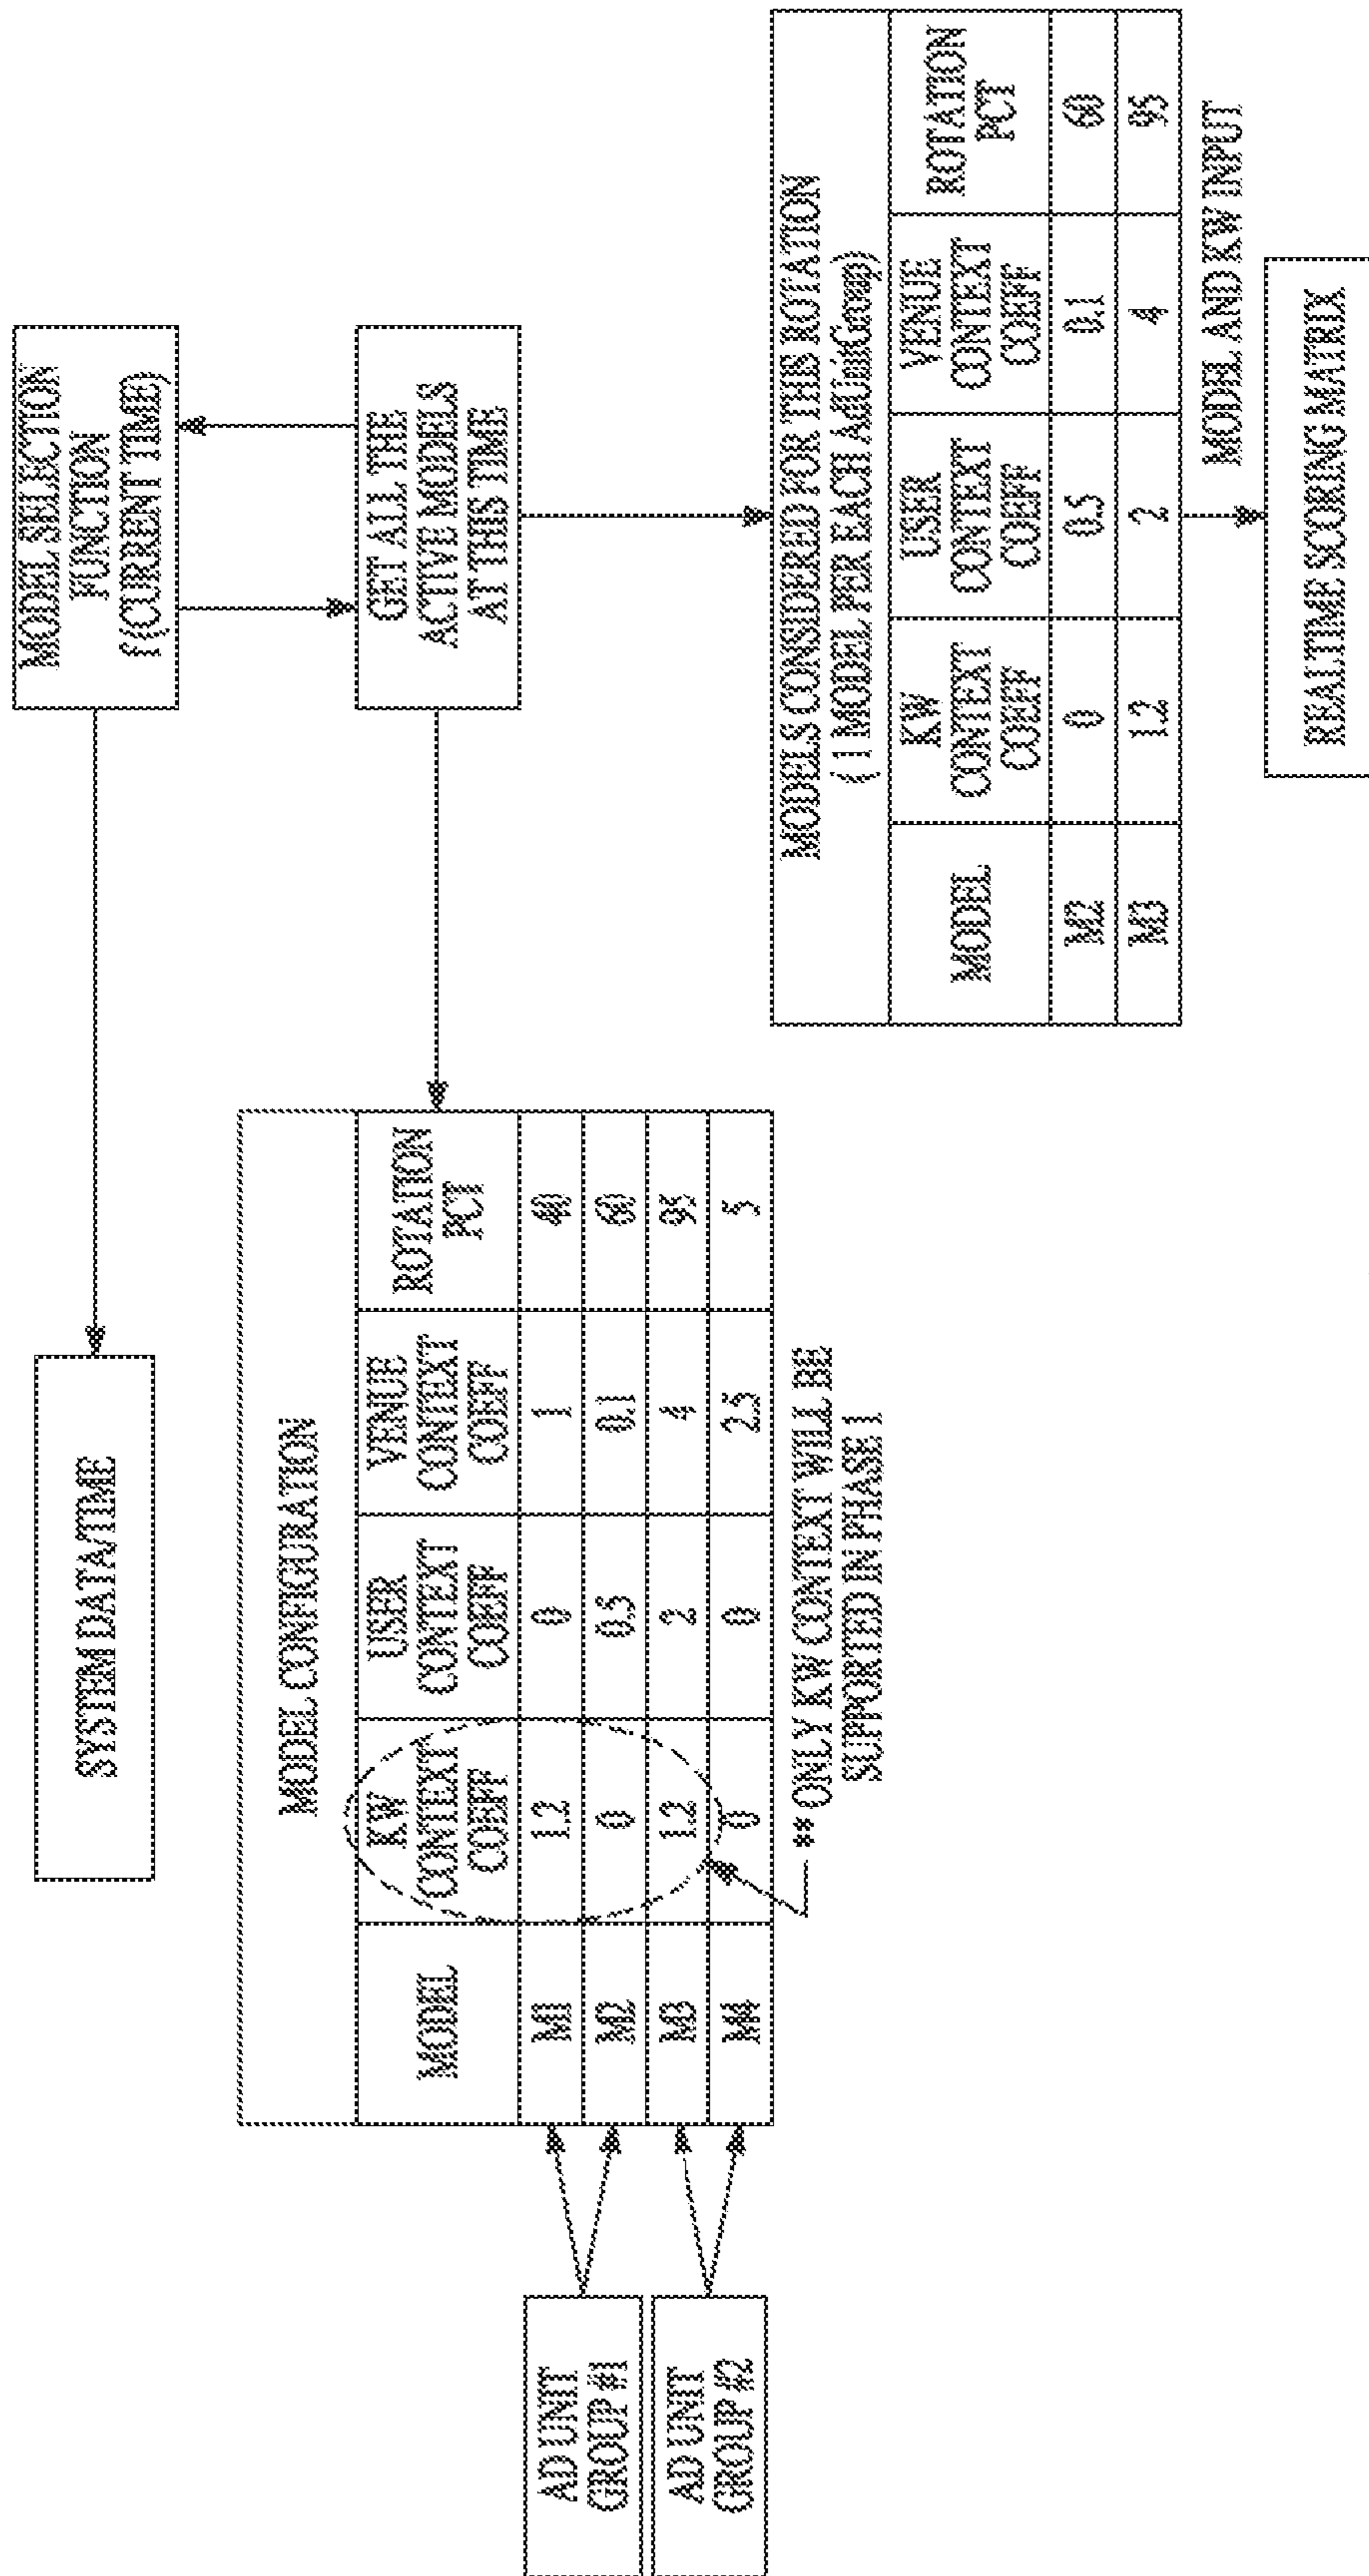 SYSTEM DATA/TIME
MODEL SELECTION
FUNCTION
f(CURRENT TIME)
MODEL CONFIGURATION
MODEL
KW
CONTEXT
COEFF
USER
CONTEXT
COEFF
VENUE
CONTEXT
COEFF
ROTATION
PCT
M1 1.2 0 1 40
M2 0 0.5 0.1 60
M3 1.2 2 4 95
M4 0 0 2.5 5
GET ALL THE
ACTIVE MODELS
AT THIS TIME
AD UNIT
GROUP #1
AD UNIT
GROUP #2
** ONLY KW CONTEXT WILL BE
SUPPORTED IN PHASE 1
MODELS CONSIDERED FOR THIS ROTATION
(1 MODEL PER EACH AdUnitGroup)
MODEL
KW
CONTEXT
COEFF
USER
CONTEXT
COEFF
VENUE
CONTEXT
COEFF
ROTATION
PCT
M2 0 0.5 0.1 60
M3 1.2 2 4 95
MODEL AND KW INPUT
REALTIME SCORING MATRIX